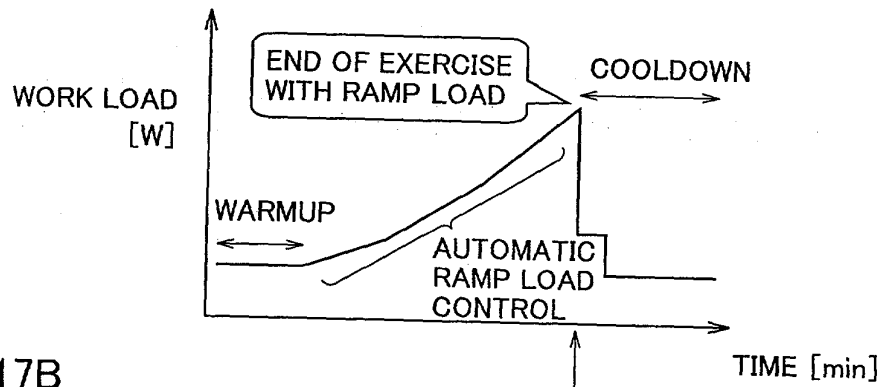 END OF EXERCISE
WITH RAMP LOAD
COOLDOWN
WORK LOAD
[W]
WARMUP
AUTOMATIC
RAMP LOAD
CONTROL
TIME [min]
17B